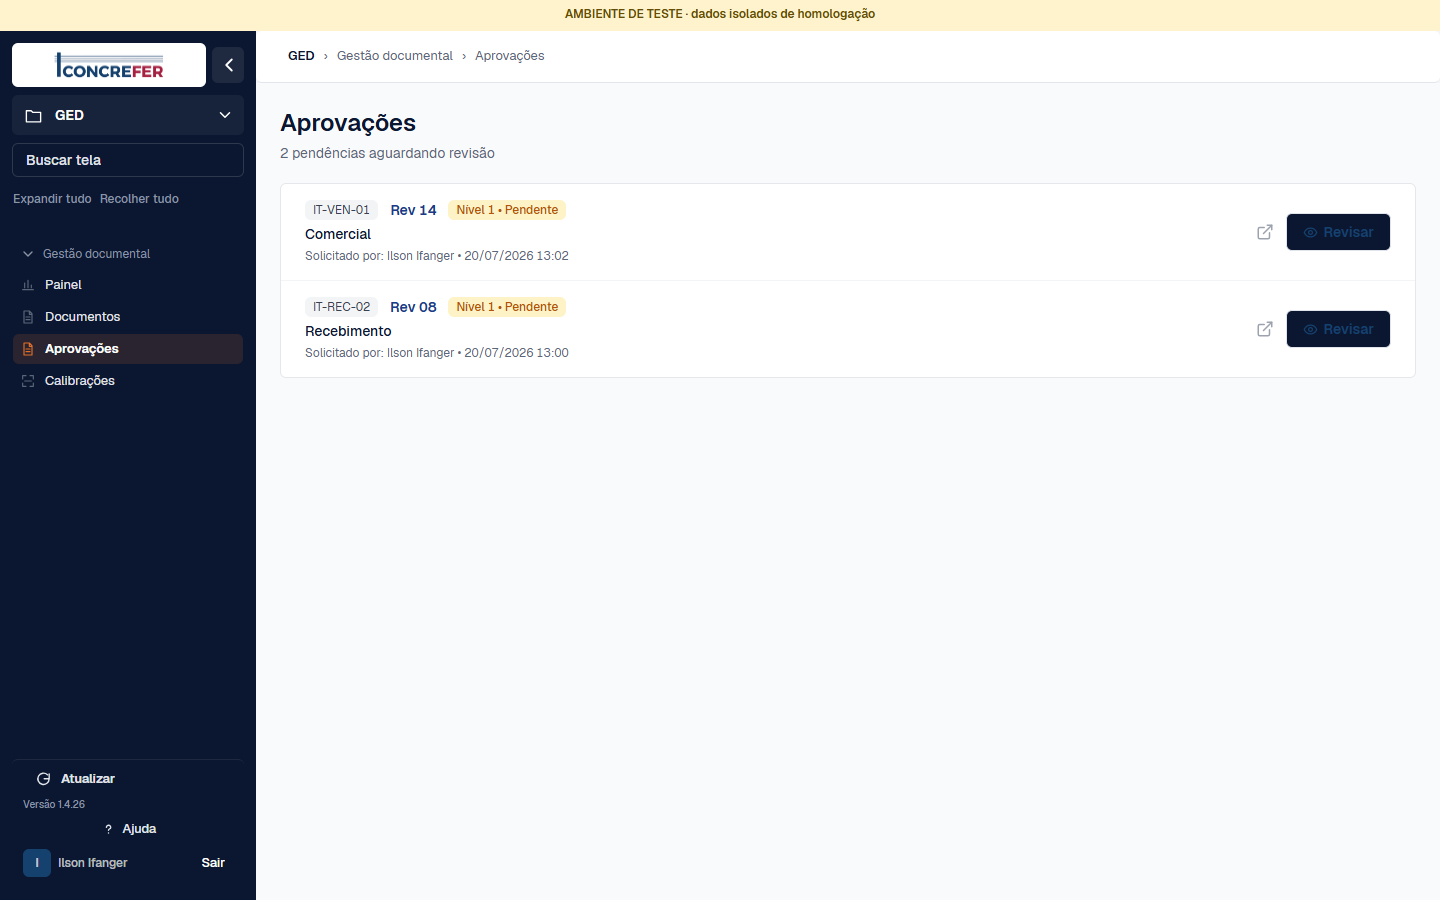 AMBIENTE DE TESTE · dados isolados de homologação
CONCREFER
GED
Buscar tela
Expandir tudo Recolher tudo
Gestão documental
Painel
Documentos
Aprovações
Calibrações
Atualizar
Versão 1.4.26
? Ajuda
I Ilson Ifanger Sair
GED › Gestão documental › Aprovações
Aprovações
2 pendências aguardando revisão
IT-VEN-01 Rev 14 Nível 1 • Pendente
Comercial
Solicitado por: Ilson Ifanger • 20/07/2026 13:02
Revisar
IT-REC-02 Rev 08 Nível 1 • Pendente
Recebimento
Solicitado por: Ilson Ifanger • 20/07/2026 13:00
Revisar